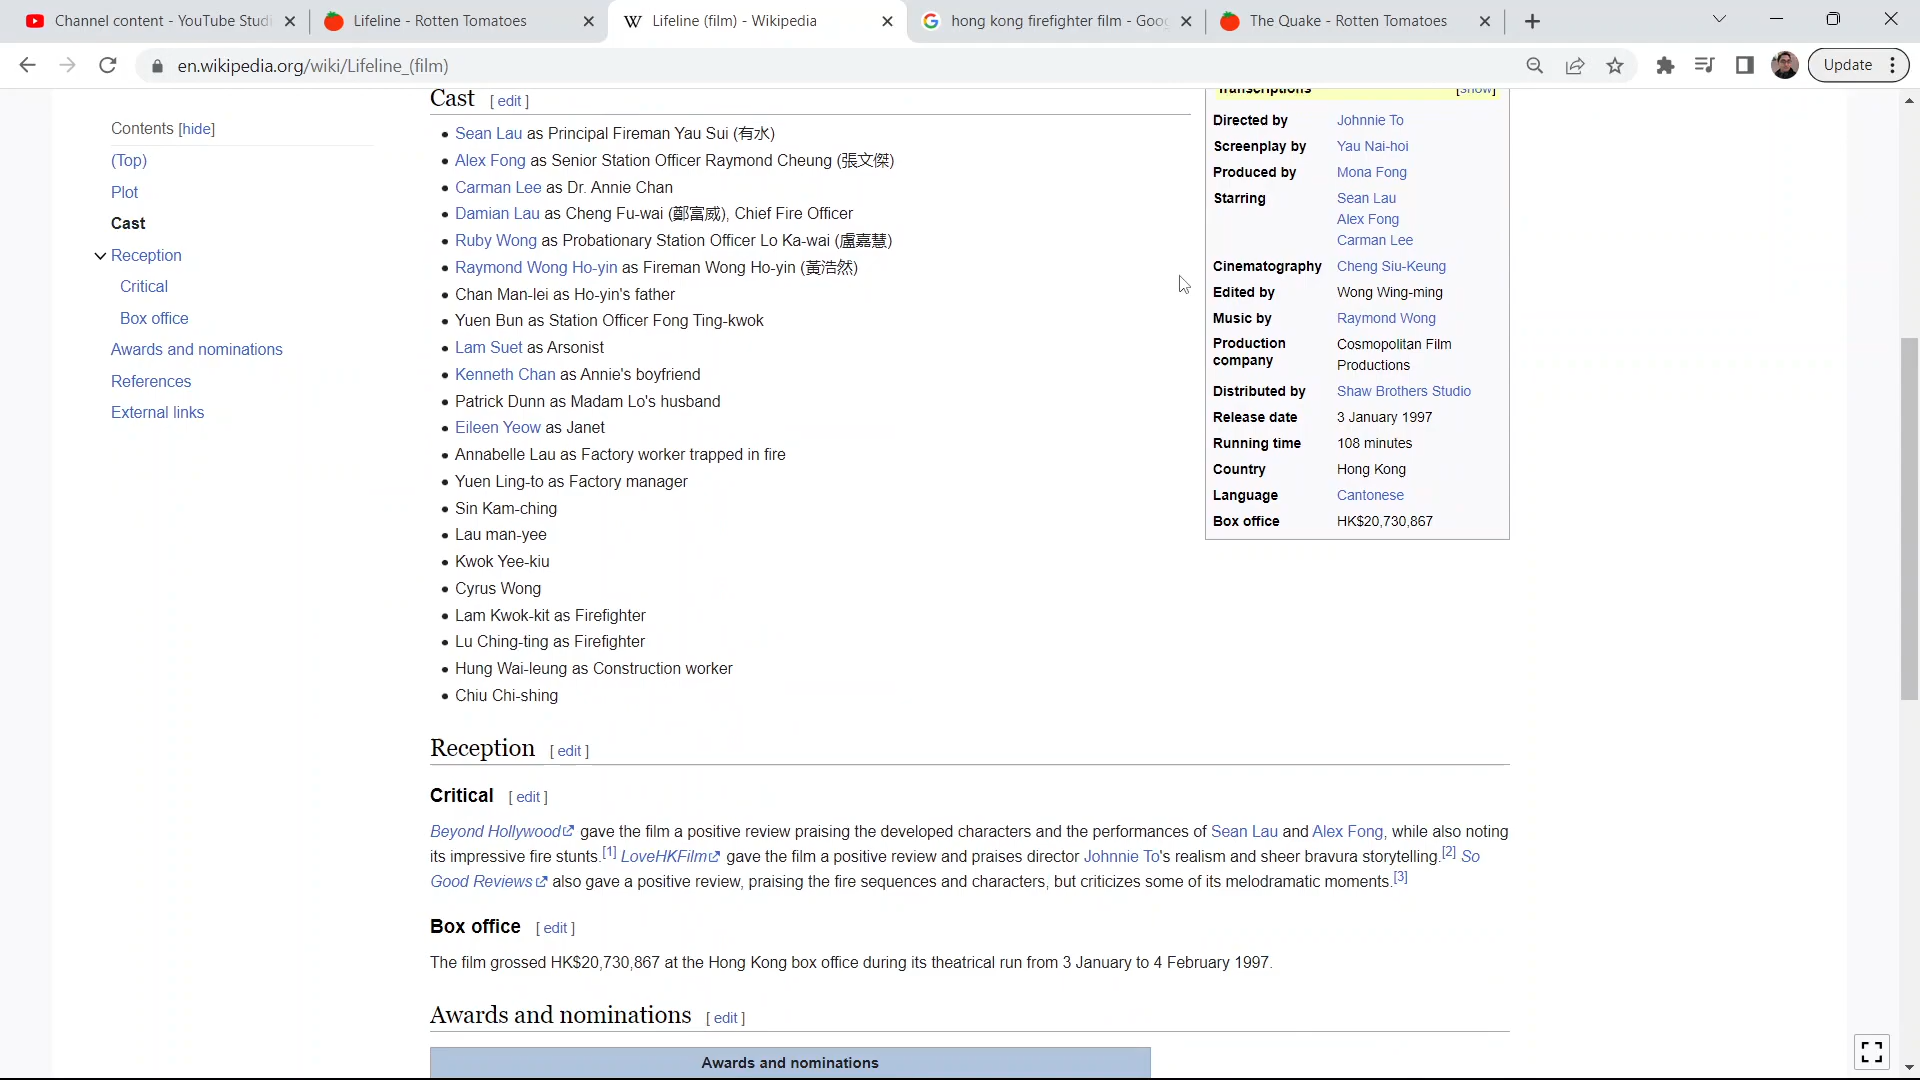 Channel content - YouTube Studi
Lifeline - Rotten Tomatoes
Lifeline (film) - Wikipedia
hong kong firefighter film - Goog
The Quake - Rotten Tomatoes
en.wikipedia.org/wiki/Lifeline_(film)
Update
Contents [hide]
(Top)
Plot
Cast
Reception
Critical
Box office
Awards and nominations
References
External links
Cast [ edit ]
Sean Lau as Principal Fireman Yau Sui (有水)
Alex Fong as Senior Station Officer Raymond Cheung (張文傑)
Carman Lee as Dr. Annie Chan
Damian Lau as Cheng Fu-wai (鄭富威), Chief Fire Officer
Ruby Wong as Probationary Station Officer Lo Ka-wai (盧嘉慧)
Raymond Wong Ho-yin as Fireman Wong Ho-yin (黃浩然)
Chan Man-lei as Ho-yin's father
Yuen Bun as Station Officer Fong Ting-kwok
Lam Suet as Arsonist
Kenneth Chan as Annie's boyfriend
Patrick Dunn as Madam Lo's husband
Eileen Yeow as Janet
Annabelle Lau as Factory worker trapped in fire
Yuen Ling-to as Factory manager
Sin Kam-ching
Lau man-yee
Kwok Yee-kiu
Cyrus Wong
Lam Kwok-kit as Firefighter
Lu Ching-ting as Firefighter
Hung Wai-leung as Construction worker
Chiu Chi-shing
Transcriptions [show]
Directed by Johnnie To
Screenplay by Yau Nai-hoi
Produced by Mona Fong
Starring Sean Lau
Alex Fong
Carman Lee
Cinematography Cheng Siu-Keung
Edited by Wong Wing-ming
Music by Raymond Wong
Production Cosmopolitan Film
company Productions
Distributed by Shaw Brothers Studio
Release date 3 January 1997
Running time 108 minutes
Country Hong Kong
Language Cantonese
Box office HK$20,730,867
Reception [ edit ]
Critical [ edit ]
Beyond Hollywood gave the film a positive review praising the developed characters and the performances of Sean Lau and Alex Fong, while also noting
its impressive fire stunts.[1] LoveHKFilm gave the film a positive review and praises director Johnnie To's realism and sheer bravura storytelling.[2] So
Good Reviews also gave a positive review, praising the fire sequences and characters, but criticizes some of its melodramatic moments.[3]
Box office [ edit ]
The film grossed HK$20,730,867 at the Hong Kong box office during its theatrical run from 3 January to 4 February 1997.
Awards and nominations [ edit ]
Awards and nominations